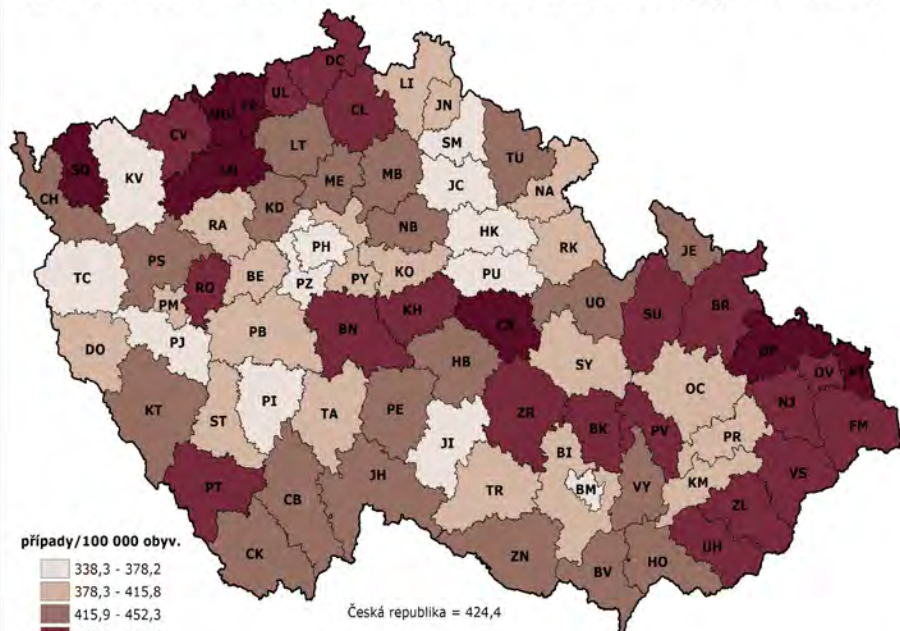 DC
LI
UL
JN
CL
CV
SM
LT
TU
SO
KV
ME
MB
JC
NA
CH
KD
RA
NB
HK
PH
RK
JE
TC
PS
BE
PZ
PY
KO
PU
RO
PM
UO
BR
KH
SU
BN
PB
DO
PJ
HB
SY
OV
OC
NJ
KT
ST
PI
TA
PE
ZR
BK
PV
FM
JI
BI
PR
VS
PT
CB
JH
TR
BM
VY
KM
ZL
UH
CK
ZN
BV
HO
případy/100 000 obyv.
338,3 - 378,2
378,3 - 415,8
415,9 - 452,3
Česká republika = 424,4